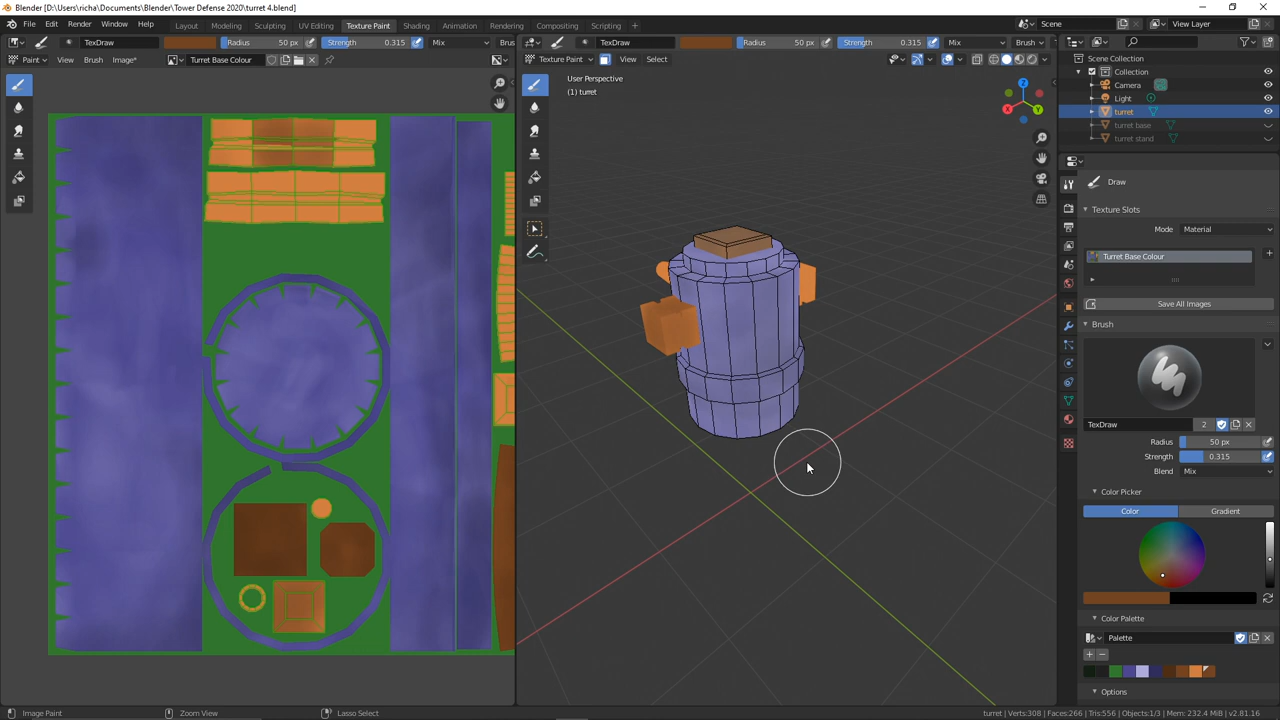 Blender [D:\Users\richa\Documents\Blender\Tower Defense 2020\turret 4.blend]
File Edit Render Window Help Layout Modeling Sculpting UV Editing Texture Paint Shading Animation Rendering Compositing Scripting Scene View Layer
TexDraw Radius 50 px Strength 0.315 Mix Brus TexDraw Radius 50 px Strength 0.315 Mix Brush
Paint View Brush Image* Turret Base Colour Texture Paint View Select
Scene Collection
Collection
Camera
Light
turret
turret base
turret stand
User Perspective
(1) turret
X Y Z
Draw
Texture Slots
Mode Material
Turret Base Colour
Save All Images
Brush
TexDraw 2
Radius 50 px
Strength 0.315
Blend Mix
Color Picker
Color Gradient
Color Palette
Palette
Options
Image Paint Zoom View Lasso Select turret | Verts:308 | Faces:266 | Tris:556 | Objects:1/3 | Mem: 232.4 MiB | v2.81.16